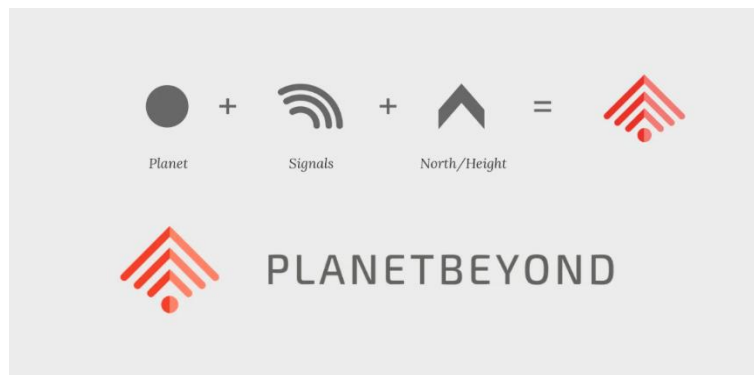 + + =
Planet Signals North/Height
PLANETBEYOND